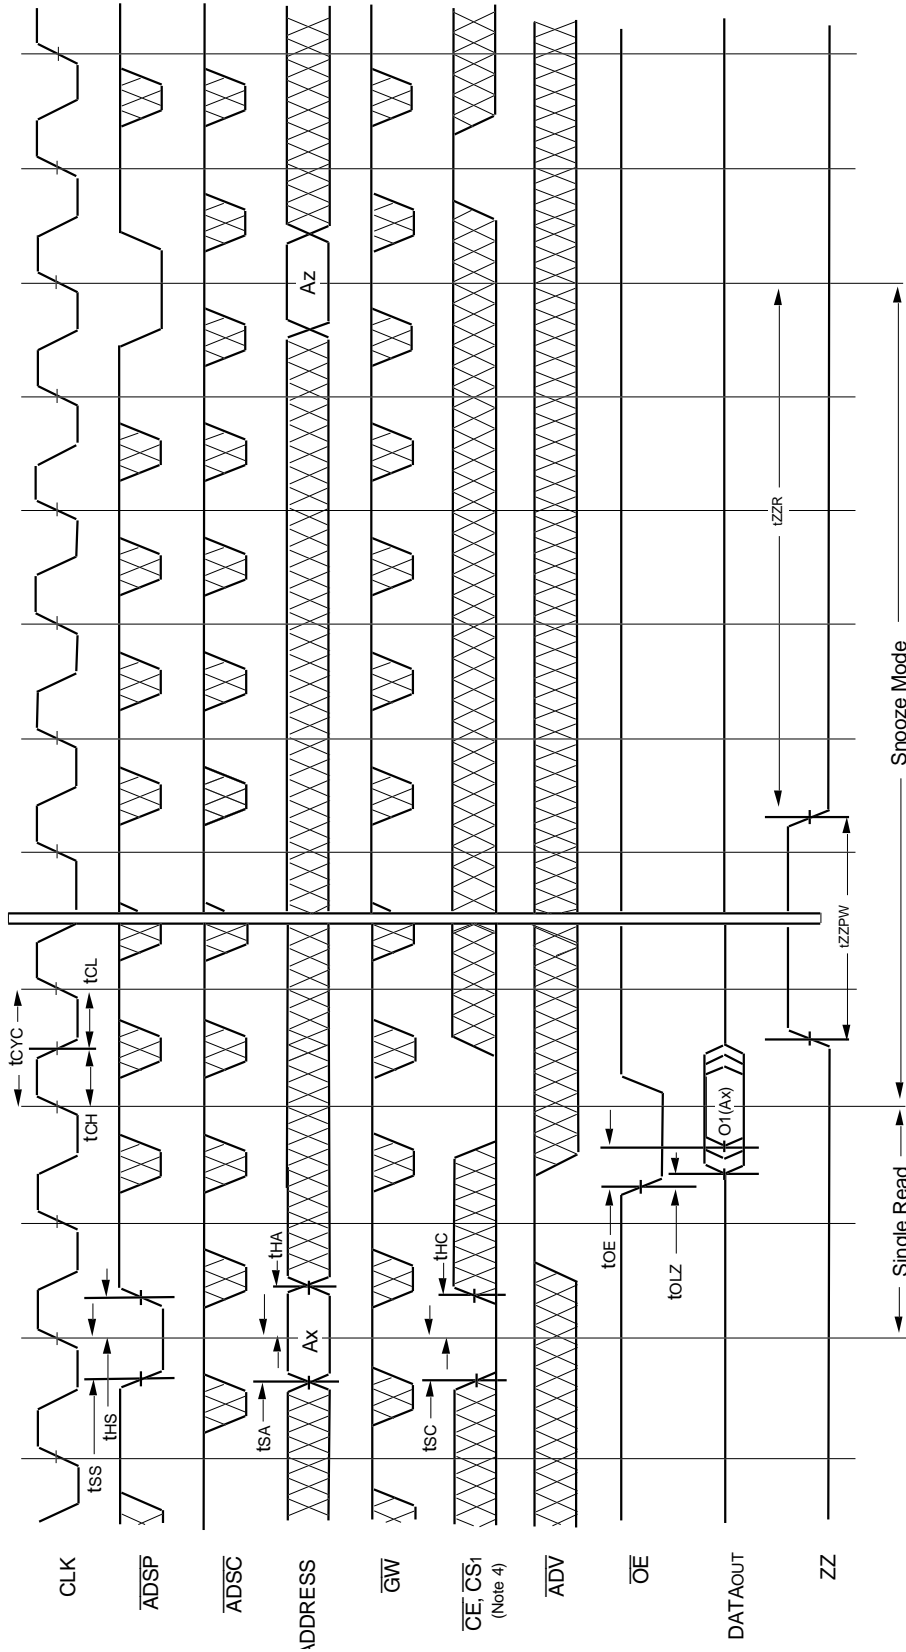 CLK
ADSP
ADSC
ADDRESS
GW
CE, CS1
(Note 4)
ADV
OE
DATAOUT
ZZ
tCYC
tCH
tCL
tSS
tHS
tSA
tHA
Ax
Az
tSC
tHC
tOE
tOLZ
O1(Ax)
tZZPW
tZZR
Single Read
Snooze Mode